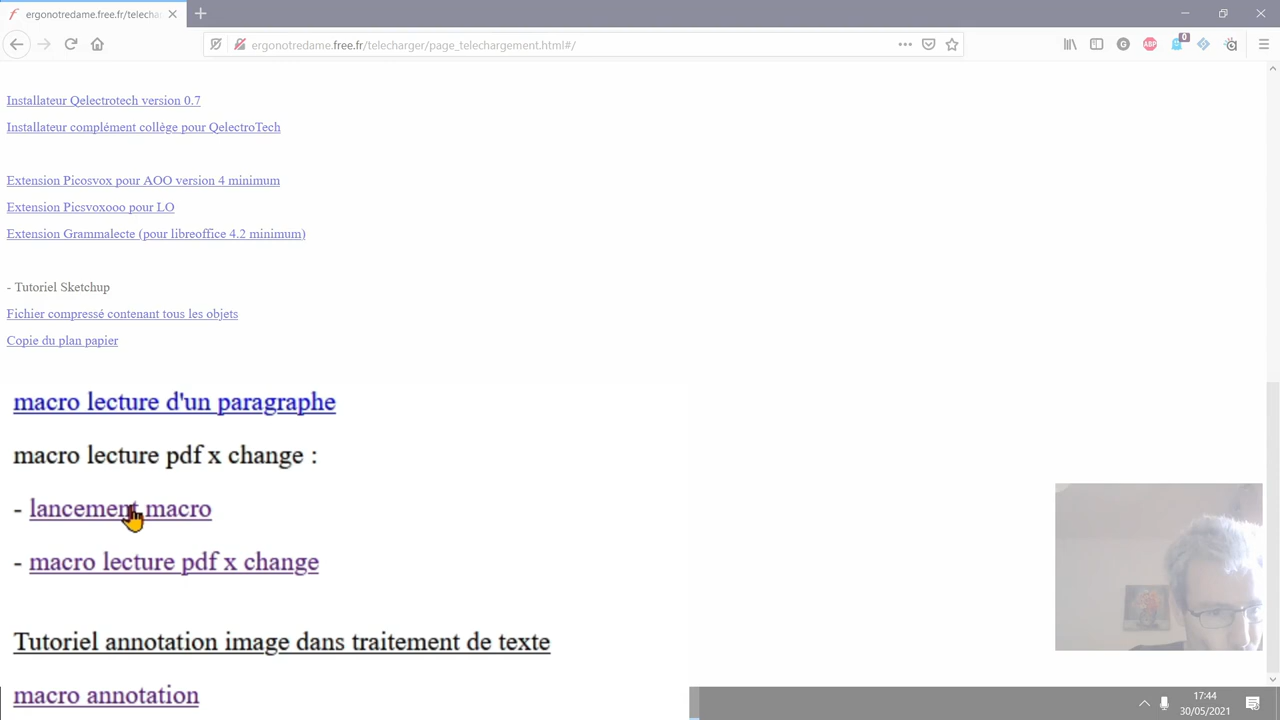 ergonotredame.free.fr/telecha
ergonotredame.free.fr/telecharger/page_telechargement.html#/
ABP
0
Installateur Qelectrotech version 0.7
Installateur complément collège pour QelectroTech
Extension Picosvox pour AOO version 4 minimum
Extension Picsvoxooo pour LO
Extension Grammalecte (pour libreoffice 4.2 minimum)
- Tutoriel Sketchup
Fichier compressé contenant tous les objets
Copie du plan papier
macro lecture d'un paragraphe
macro lecture pdf x change :
- lancement macro
- macro lecture pdf x change
Tutoriel annotation image dans traitement de texte
macro annotation
17:44
30/05/2021